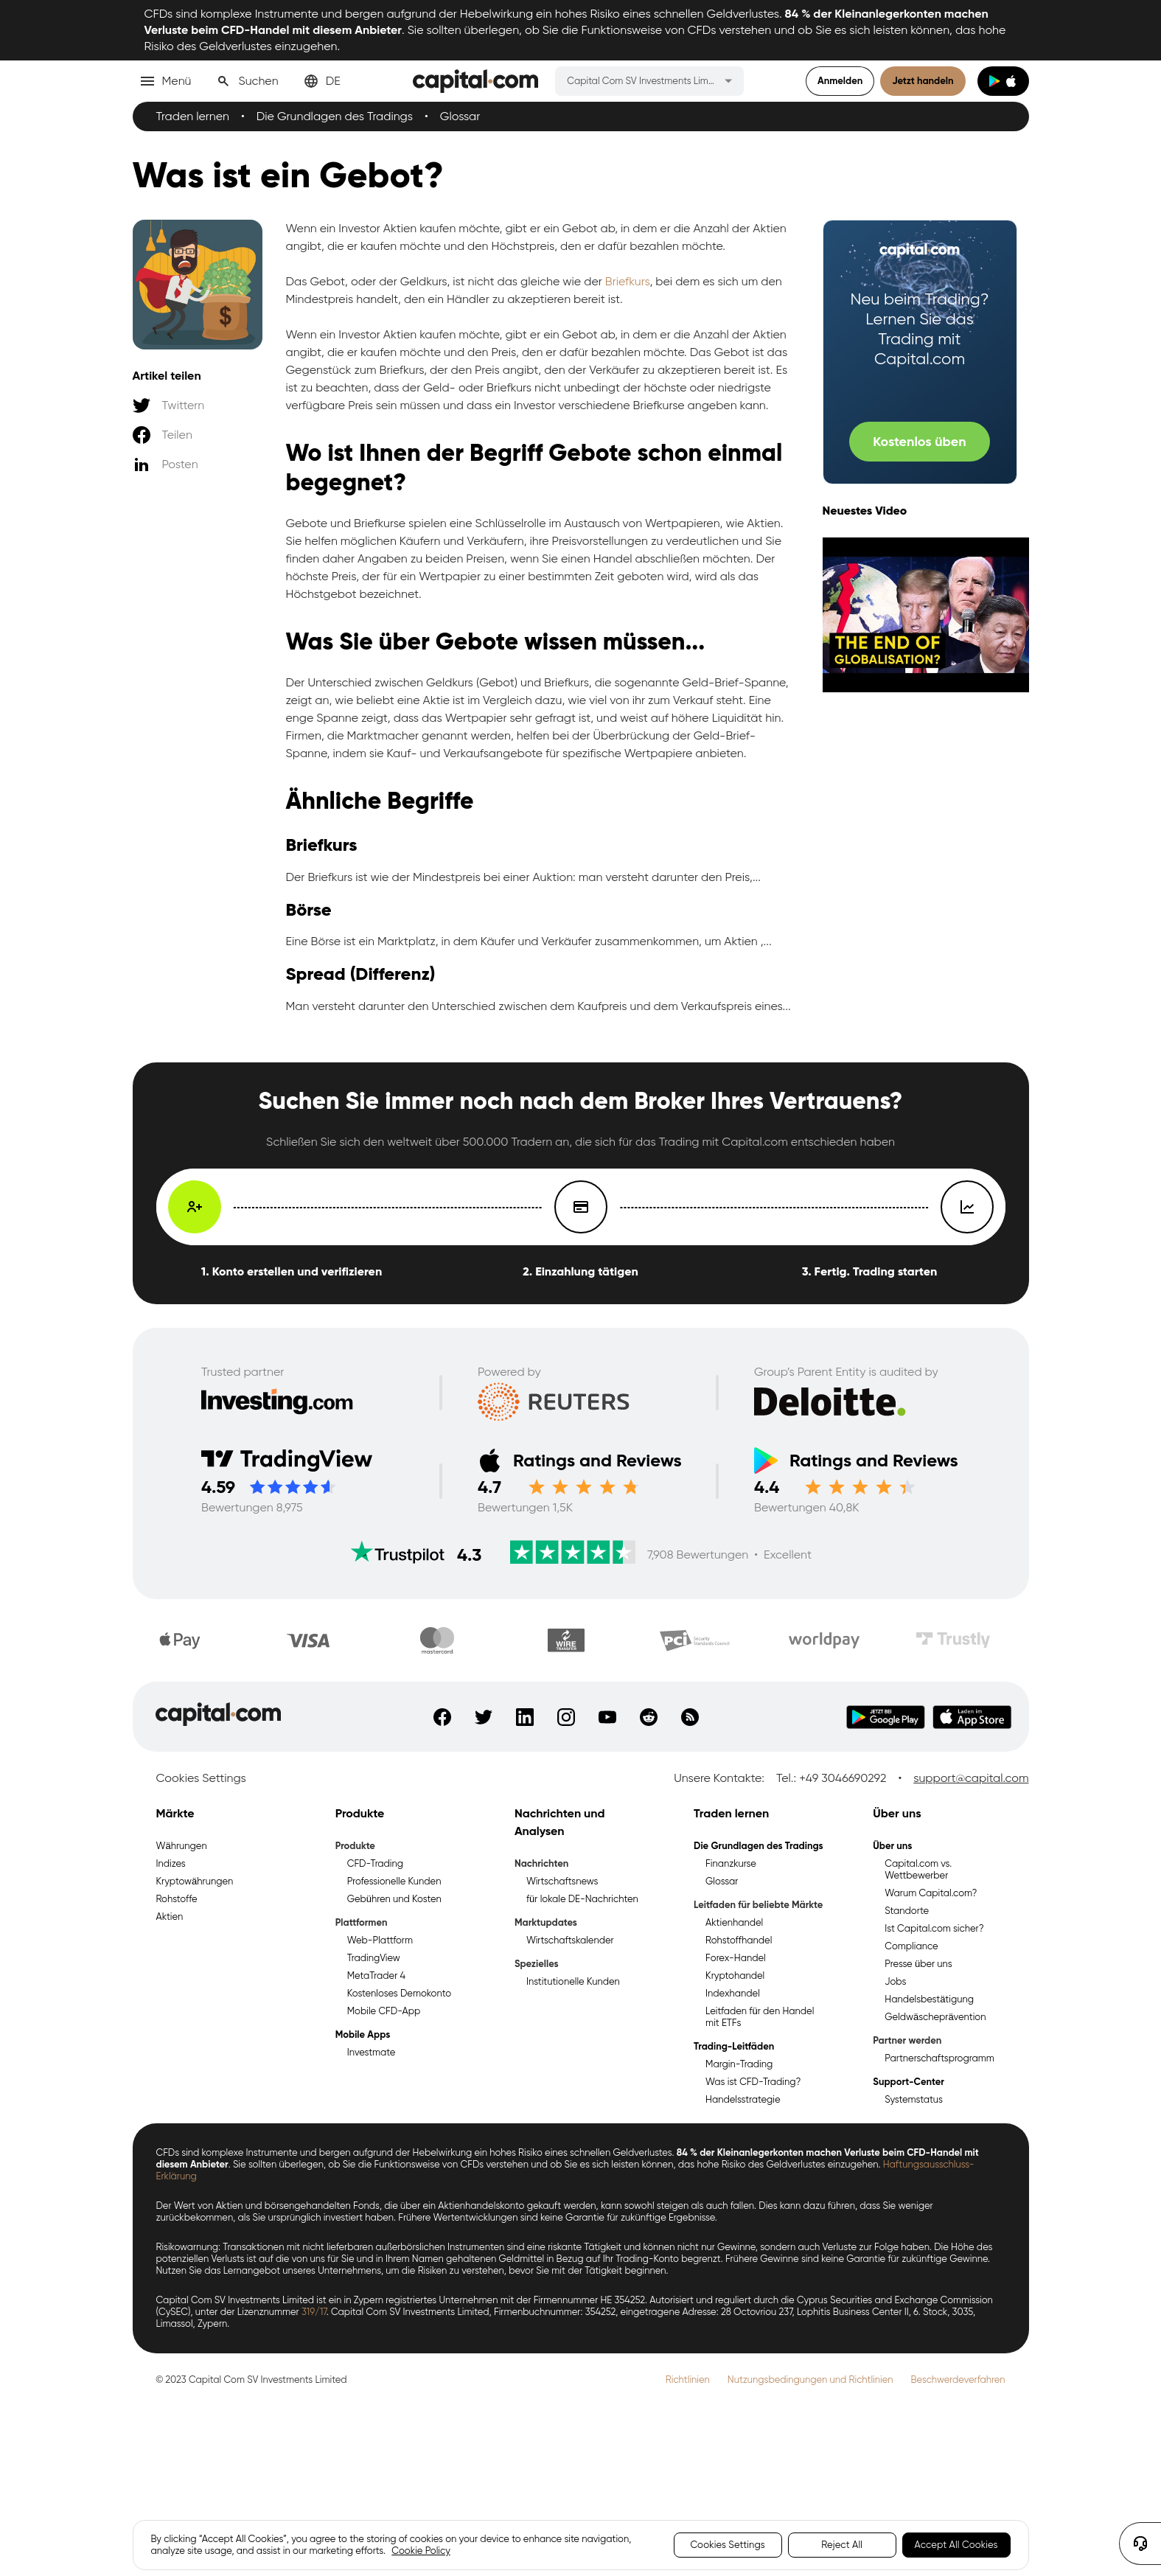 CFDs sind komplexe Instrumente und bergen aufgrund der Hebelwirkung ein hohes Risiko eines schnellen Geldverlustes. 84 % der Kleinanlegerkonten machen
Verluste beim CFD-Handel mit diesem Anbieter. Sie sollten überlegen, ob Sie die Funktionsweise von CFDs verstehen und ob Sie es sich leisten können, das hohe
Risiko des Geldverlustes einzugehen.
Menü Suchen DE capital.com Capital Com SV Investments Lim... Anmelden Jetzt handeln
Traden lernen • Die Grundlagen des Tradings • Glossar
Was ist ein Gebot?
Artikel teilen
Twittern
Teilen
Posten
Wenn ein Investor Aktien kaufen möchte, gibt er ein Gebot ab, in dem er die Anzahl der Aktien
angibt, die er kaufen möchte und den Höchstpreis, den er dafür bezahlen möchte.
Das Gebot, oder der Geldkurs, ist nicht das gleiche wie der Briefkurs, bei dem es sich um den
Mindestpreis handelt, den ein Händler zu akzeptieren bereit ist.
Wenn ein Investor Aktien kaufen möchte, gibt er ein Gebot ab, in dem er die Anzahl der Aktien
angibt, die er kaufen möchte und den Preis, den er dafür bezahlen möchte. Das Gebot ist das
Gegenstück zum Briefkurs, der den Preis angibt, den der Verkäufer zu akzeptieren bereit ist. Es
ist zu beachten, dass der Geld- oder Briefkurs nicht unbedingt der höchste oder niedrigste
verfügbare Preis sein müssen und dass ein Investor verschiedene Briefkurse angeben kann.
Wo ist Ihnen der Begriff Gebote schon einmal
begegnet?
Gebote und Briefkurse spielen eine Schlüsselrolle im Austausch von Wertpapieren, wie Aktien.
Sie helfen möglichen Käufern und Verkäufern, ihre Preisvorstellungen zu verdeutlichen und Sie
finden daher Angaben zu beiden Preisen, wenn Sie einen Handel abschließen möchten. Der
höchste Preis, der für ein Wertpapier zu einer bestimmten Zeit geboten wird, wird als das
Höchstgebot bezeichnet.
Was Sie über Gebote wissen müssen...
Der Unterschied zwischen Geldkurs (Gebot) und Briefkurs, die sogenannte Geld-Brief-Spanne,
zeigt an, wie beliebt eine Aktie ist im Vergleich dazu, wie viel von ihr zum Verkauf steht. Eine
enge Spanne zeigt, dass das Wertpapier sehr gefragt ist, und weist auf höhere Liquidität hin.
Firmen, die Marktmacher genannt werden, helfen bei der Überbrückung der Geld-Brief-
Spanne, indem sie Kauf- und Verkaufsangebote für spezifische Wertpapiere anbieten.
Ähnliche Begriffe
Briefkurs
Der Briefkurs ist wie der Mindestpreis bei einer Auktion: man versteht darunter den Preis,...
Börse
Eine Börse ist ein Marktplatz, in dem Käufer und Verkäufer zusammenkommen, um Aktien ,...
Spread (Differenz)
Man versteht darunter den Unterschied zwischen dem Kaufpreis und dem Verkaufspreis eines...
capital.com
Neu beim Trading?
Lernen Sie das
Trading mit
Capital.com
Kostenlos üben
Neuestes Video
THE END OF
GLOBALISATION?
Suchen Sie immer noch nach dem Broker Ihres Vertrauens?
Schließen Sie sich den weltweit über 500.000 Tradern an, die sich für das Trading mit Capital.com entschieden haben
1. Konto erstellen und verifizieren 2. Einzahlung tätigen 3. Fertig. Trading starten
Trusted partner Powered by Group's Parent Entity is audited by
Investing.com REUTERS Deloitte.
TradingView Ratings and Reviews Ratings and Reviews
4.59 4.7 4.4
Bewertungen 8,975 Bewertungen 1,5K Bewertungen 40,8K
Trustpilot 4.3 7,908 Bewertungen • Excellent
Pay VISA mastercard WIRE TRANSFER PCI Security Standards Council worldpay Trustly
capital.com JETZT BEI Google Play Laden im App Store
Cookies Settings Unsere Kontakte: Tel.: +49 3046690292 • support@capital.com
Märkte
Währungen
Indizes
Kryptowährungen
Rohstoffe
Aktien
Produkte
Produkte
CFD-Trading
Professionelle Kunden
Gebühren und Kosten
Plattformen
Web-Plattform
TradingView
MetaTrader 4
Kostenloses Demokonto
Mobile CFD-App
Mobile Apps
Investmate
Nachrichten und
Analysen
Nachrichten
Wirtschaftsnews
für lokale DE-Nachrichten
Marktupdates
Wirtschaftskalender
Spezielles
Institutionelle Kunden
Traden lernen
Die Grundlagen des Tradings
Finanzkurse
Glossar
Leitfaden für beliebte Märkte
Aktienhandel
Rohstoffhandel
Forex-Handel
Kryptohandel
Indexhandel
Leitfaden für den Handel
mit ETFs
Trading-Leitfäden
Margin-Trading
Was ist CFD-Trading?
Handelsstrategie
Über uns
Über uns
Capital.com vs.
Wettbewerber
Warum Capital.com?
Standorte
Ist Capital.com sicher?
Compliance
Presse über uns
Jobs
Handelsbestätigung
Geldwäscheprävention
Partner werden
Partnerschaftsprogramm
Support-Center
Systemstatus
CFDs sind komplexe Instrumente und bergen aufgrund der Hebelwirkung ein hohes Risiko eines schnellen Geldverlustes. 84 % der Kleinanlegerkonten machen Verluste beim CFD-Handel mit
diesem Anbieter. Sie sollten überlegen, ob Sie die Funktionsweise von CFDs verstehen und ob Sie es sich leisten können, das hohe Risiko des Geldverlustes einzugehen. Haftungsausschluss-
Erklärung
Der Wert von Aktien und börsengehandelten Fonds, die über ein Aktienhandelskonto gekauft werden, kann sowohl steigen als auch fallen. Dies kann dazu führen, dass Sie weniger
zurückbekommen, als Sie ursprünglich investiert haben. Frühere Wertentwicklungen sind keine Garantie für zukünftige Ergebnisse.
Risikowarnung: Transaktionen mit nicht lieferbaren außerbörslichen Instrumenten sind eine riskante Tätigkeit und können nicht nur Gewinne, sondern auch Verluste zur Folge haben. Die Höhe des
potenziellen Verlusts ist auf die von uns für Sie und in Ihrem Namen gehaltenen Geldmittel in Bezug auf Ihr Trading-Konto begrenzt. Frühere Gewinne sind keine Garantie für zukünftige Gewinne.
Nutzen Sie das Lernangebot unseres Unternehmens, um die Risiken zu verstehen, bevor Sie mit der Tätigkeit beginnen.
Capital Com SV Investments Limited ist ein in Zypern registriertes Unternehmen mit der Firmennummer HE 354252. Autorisiert und reguliert durch die Cyprus Securities and Exchange Commission
(CySEC), unter der Lizenznummer 319/17. Capital Com SV Investments Limited, Firmenbuchnummer: 354252, eingetragene Adresse: 28 Octovriou 237, Lophitis Business Center II, 6. Stock, 3035,
Limassol, Zypern.
© 2023 Capital Com SV Investments Limited Richtlinien Nutzungsbedingungen und Richtlinien Beschwerdeverfahren
By clicking “Accept All Cookies”, you agree to the storing of cookies on your device to enhance site navigation,
analyze site usage, and assist in our marketing efforts. Cookie Policy
Cookies Settings Reject All Accept All Cookies